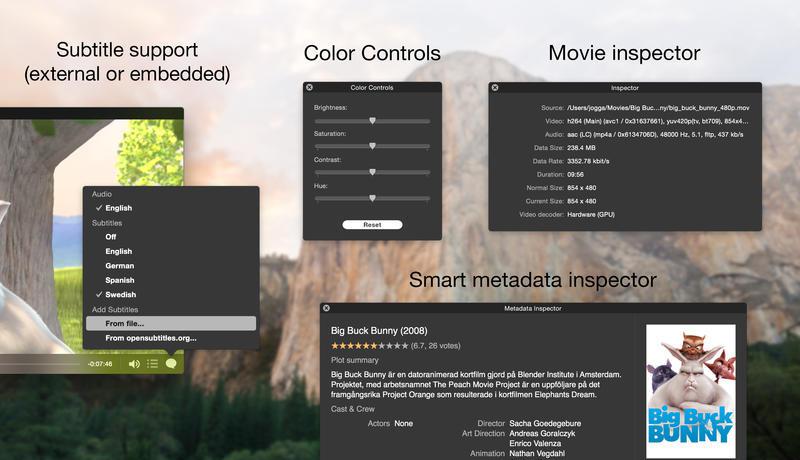 Subtitle support
(external or embedded)
Audio
English
Subtitles
Off
English
German
Spanish
Swedish
Add Subtitles
From file...
From opensubtitles.org...
-0:07:46
Color Controls
Color Controls
Brightness:
Saturation:
Contrast:
Hue:
Reset
Movie inspector
Inspector
Source: /Users/jogga/Movies/Big Buc...ny/big_buck_bunny_480p.mov
Video: h264 (Main) (avc1 / 0x31637661), yuv420p(tv, bt709), 854x4...
Audio: aac (LC) (mp4a / 0x6134706D), 48000 Hz, 5.1, fltp, 437 kb/s
Data Size: 238.4 MB
Data Rate: 3352.78 kbit/s
Duration: 09:56
Normal Size: 854 x 480
Current Size: 854 x 480
Video decoder: Hardware (GPU)
Smart metadata inspector
Metadata Inspector
Big Buck Bunny (2008)
(6.7, 26 votes)
Plot summary
Big Buck Bunny är en datoranimerad kortfilm gjord på Blender Institute i Amsterdam.
Projektet, med arbetsnamnet The Peach Movie Project är en uppföljare på det
framgångsrika Project Orange som resulterade i kortfilmen Elephants Dream.
Cast & Crew
Actors None
Director Sacha Goedegebure
Art Direction Andreas Goralczyk
Enrico Valenza
Animation Nathan Vegdahl
Big Buck
BUNNY